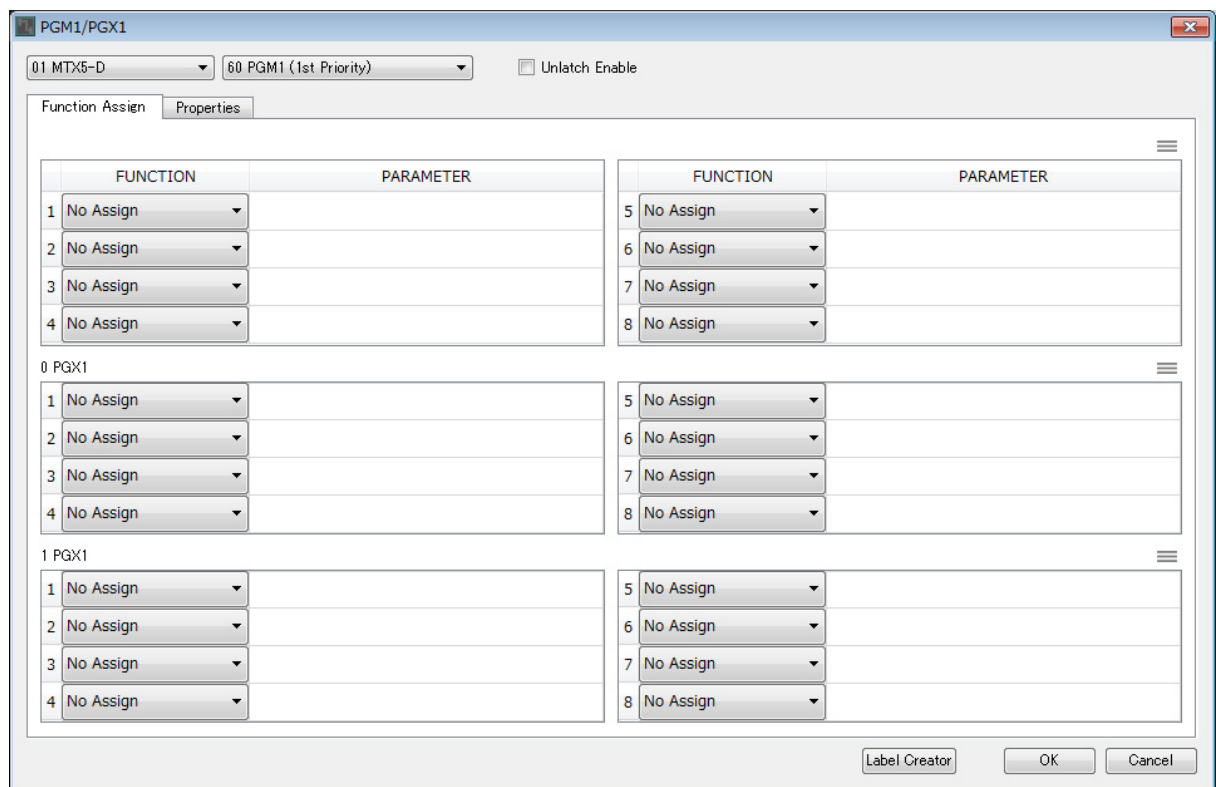 PGM1/PGX1
01 MTX5-D 60 PGM1 (1st Priority) Unlatch Enable
Function Assign Properties
FUNCTION PARAMETER FUNCTION PARAMETER
1 No Assign 5 No Assign
2 No Assign 6 No Assign
3 No Assign 7 No Assign
4 No Assign 8 No Assign
0 PGX1
1 No Assign 5 No Assign
2 No Assign 6 No Assign
3 No Assign 7 No Assign
4 No Assign 8 No Assign
1 PGX1
1 No Assign 5 No Assign
2 No Assign 6 No Assign
3 No Assign 7 No Assign
4 No Assign 8 No Assign
Label Creator OK Cancel